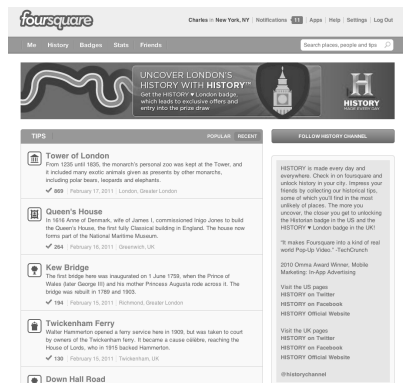 foursquare
Charles in New York, NY | Notifications 11 | Apps | Help | Settings | Log Out
Me History Badges Stats Friends
Search places, people and tips
UNCOVER LONDON'S
HISTORY WITH HISTORY™
Get the HISTORY ♥ London badge,
which leads to exclusive offers and
entry into the prize draw
H
HISTORY
MADE EVERY DAY
TIPS
POPULAR RECENT
Tower of London
From 1235 until 1835, the monarch's personal zoo was kept at the Tower, and
it included many exotic animals given as presents by other monarchs,
including polar bears, leopards and elephants.
✔ 869 | February 17, 2011 | London, Greater London
Queen's House
In 1616 Anne of Denmark, wife of James I, commissioned Inigo Jones to build
the Queen's House, the first fully Classical building in England. The house now
forms part of the National Maritime Museum.
✔ 264 | February 16, 2011 | Greenwich, UK
Kew Bridge
The first bridge here was inaugurated on 1 June 1759, when the Prince of
Wales (later George III) and his mother Princess Augusta rode across it. The
bridge was rebuilt in 1789 and 1903.
✔ 194 | February 15, 2011 | Richmond, Greater London
Twickenham Ferry
Walter Hammerton opened a ferry service here in 1909, but was taken to court
by owners of the Twickenham ferry. It became a cause célèbre, reaching the
House of Lords, who in 1915 backed Hammerton.
✔ 130 | February 15, 2011 | Twickenham, UK
Down Hall Road
FOLLOW HISTORY CHANNEL
HISTORY is made every day and
everywhere. Check in on foursquare and
unlock history in your city. Impress your
friends by collecting our historical tips,
some of which you'll find in the most
unlikely of places. The more you
uncover, the closer you get to unlocking
the Historian badge in the US and the
HISTORY ♥ London badge in the UK!
"It makes Foursquare into a kind of real
world Pop-Up Video." -TechCrunch
2010 Omma Award Winner, Mobile
Marketing: In-App Advertising
Visit the US pages
HISTORY on Twitter
HISTORY on Facebook
HISTORY Official Website
Visit the UK pages
HISTORY on Twitter
HISTORY on Facebook
HISTORY Official Website
@historychannel